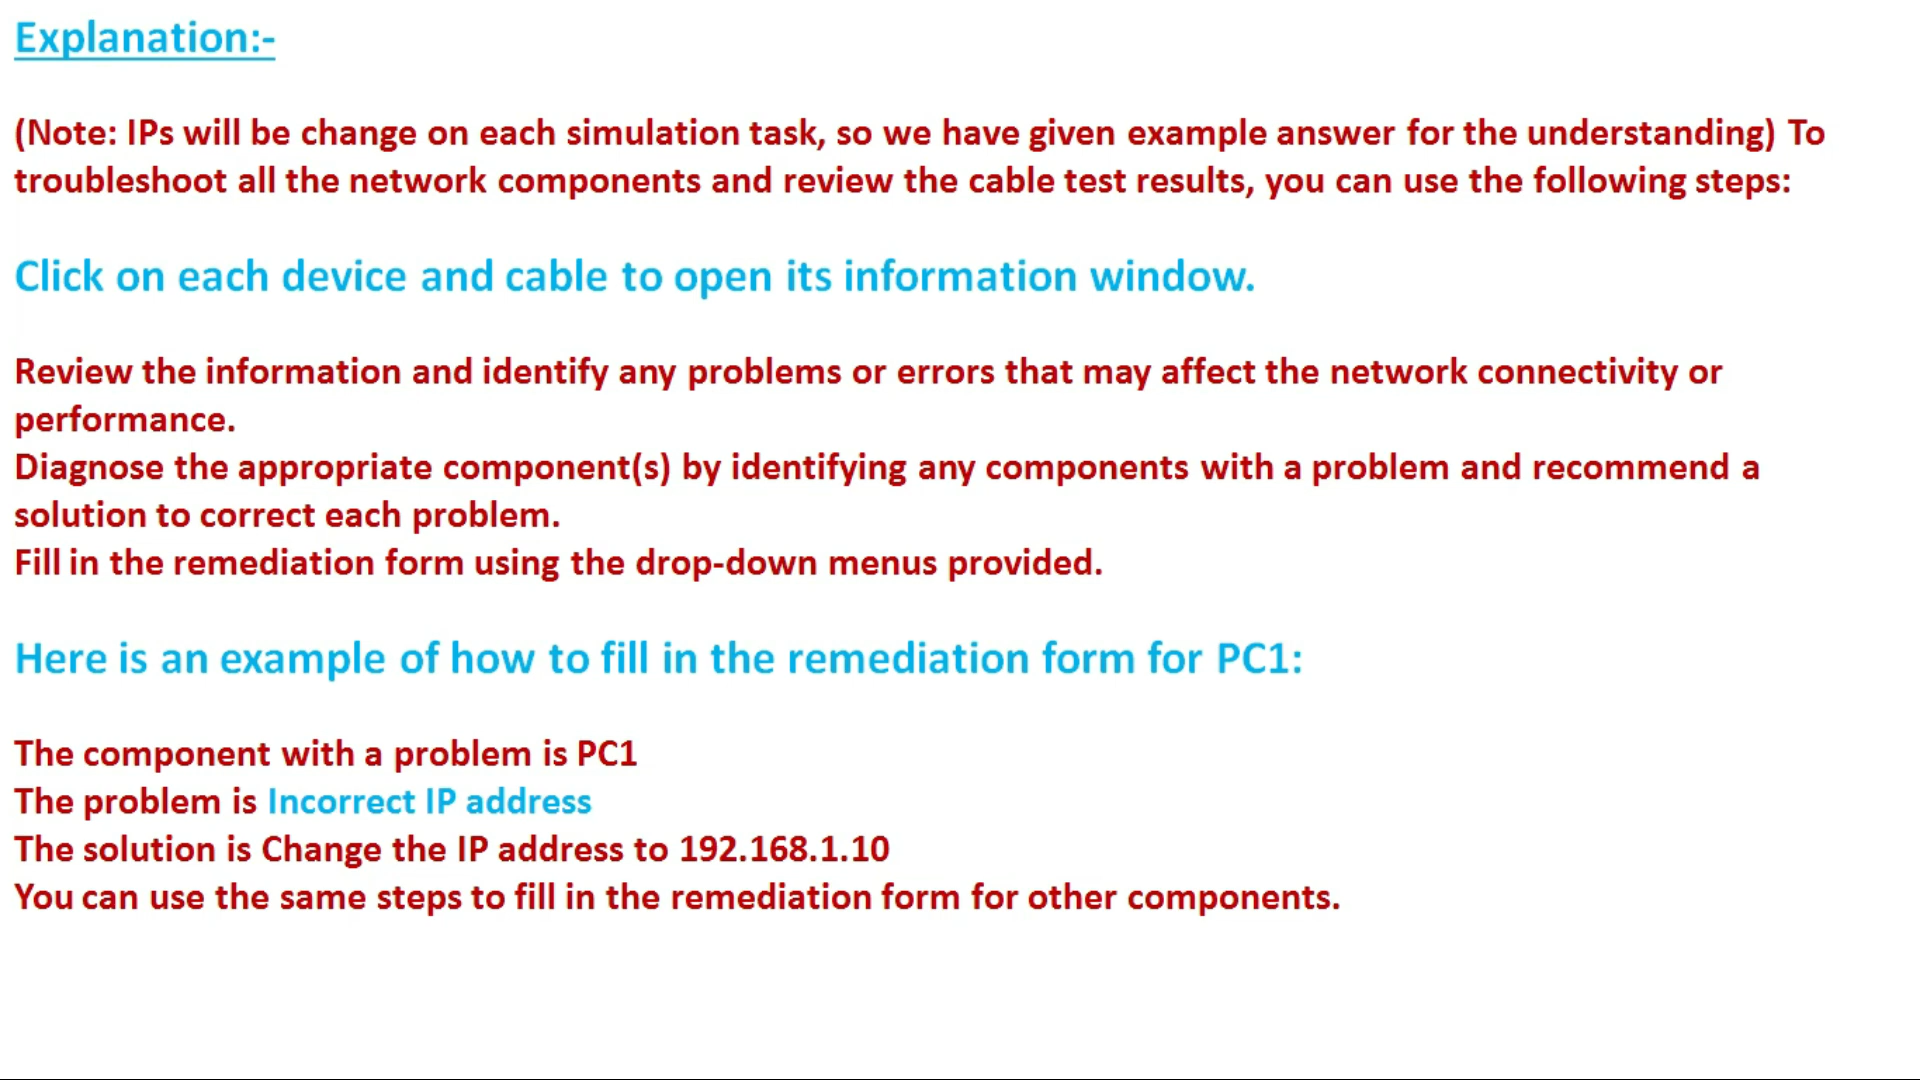 Explanation:-
(Note: IPs will be change on each simulation task, so we have given example answer for the understanding) To
troubleshoot all the network components and review the cable test results, you can use the following steps:
Click on each device and cable to open its information window.
Review the information and identify any problems or errors that may affect the network connectivity or
performance.
Diagnose the appropriate component(s) by identifying any components with a problem and recommend a
solution to correct each problem.
Fill in the remediation form using the drop-down menus provided.
Here is an example of how to fill in the remediation form for PC1:
The component with a problem is PC1
The problem is Incorrect IP address
The solution is Change the IP address to 192.168.1.10
You can use the same steps to fill in the remediation form for other components.